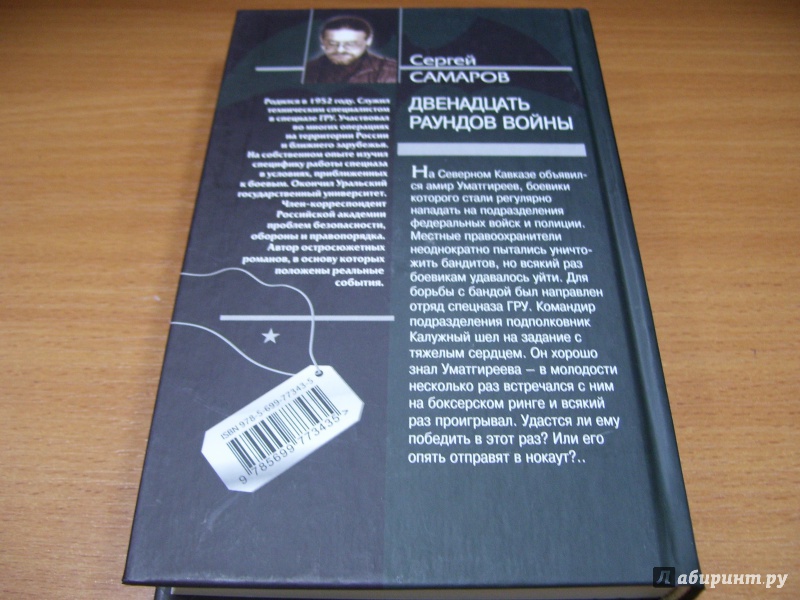 Сергей
САМАРОВ
ДВЕНАДЦАТЬ
РАУНДОВ ВОЙНЫ
Родился в 1952 году. Служил
техническим специалистом
в спецназе ГРУ. Участвовал
во многих операциях
на территории России
и ближнего зарубежья.
На собственном опыте изучил
специфику работы спецназа
в условиях, приближенных
к боевым. Окончил Уральский
государственный университет.
Член-корреспондент
Российской академии
проблем безопасности,
обороны и правопорядка.
Автор остросюжетных
романов, в основу которых
положены реальные
события.
На Северном Кавказе объявил-
ся амир Уматгиреев, боевики
которого стали регулярно
нападать на подразделения
федеральных войск и полиции.
Местные правоохранители
неоднократно пытались уничто-
жить бандитов, но всякий раз
боевикам удавалось уйти. Для
борьбы с бандой был направлен
отряд спецназа ГРУ. Командир
подразделения подполковник
Калужный шел на задание с
тяжелым сердцем. Он хорошо
знал Уматгиреева – в молодости
несколько раз встречался с ним
на боксерском ринге и всякий
раз проигрывал. Удастся ли ему
победить в этот раз? Или его
опять отправят в нокаут?..
ISBN 978-5-699-77343-5
9 785699 773435 >
Лабиринт.ру